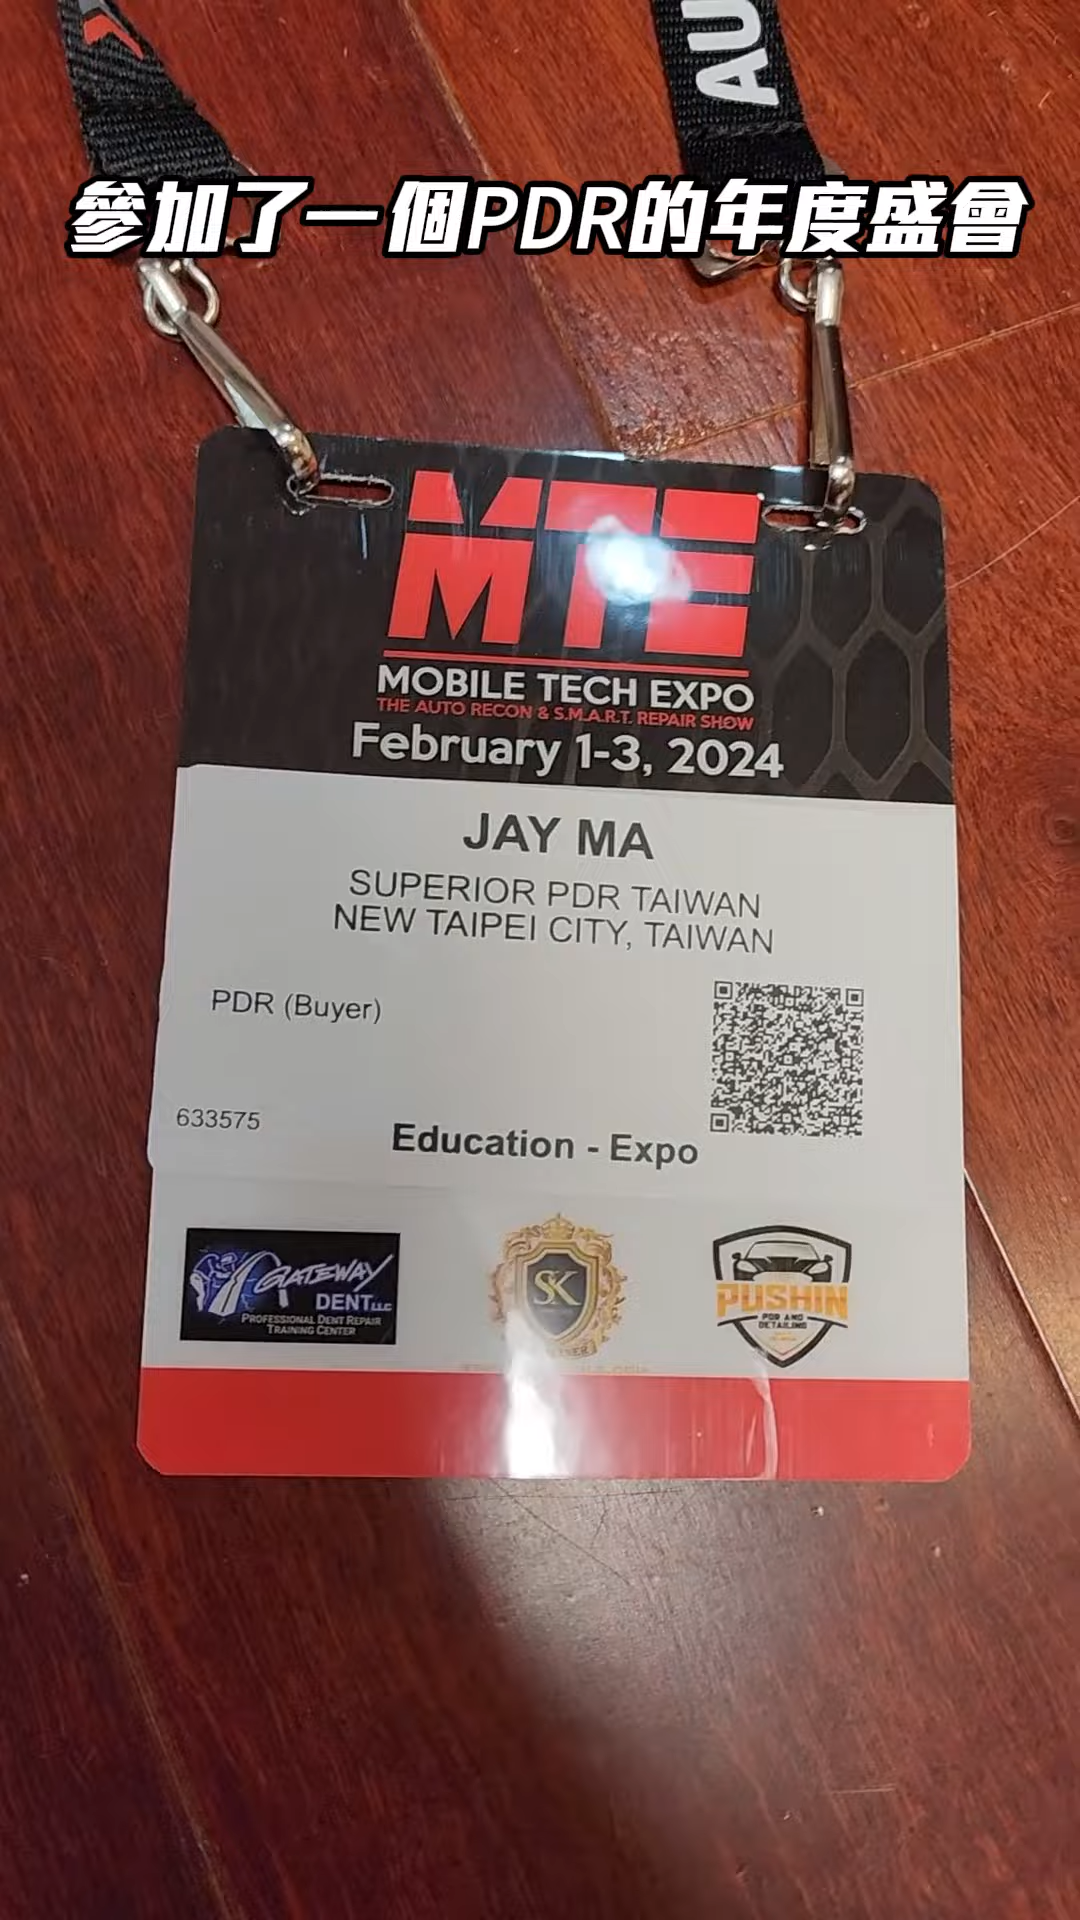 AU
參加了一個PDR的年度盛會
MTE
MOBILE TECH EXPO
THE AUTO RECON & S.M.A.R.T. REPAIR SHOW
February 1-3, 2024
JAY MA
SUPERIOR PDR TAIWAN
NEW TAIPEI CITY, TAIWAN
PDR (Buyer)
633575
Education - Expo
GATEWAY
DENT LLC
PROFESSIONAL DENT REPAIR
TRAINING CENTER
SK
PUSHIN
PDR AND
DETAILING